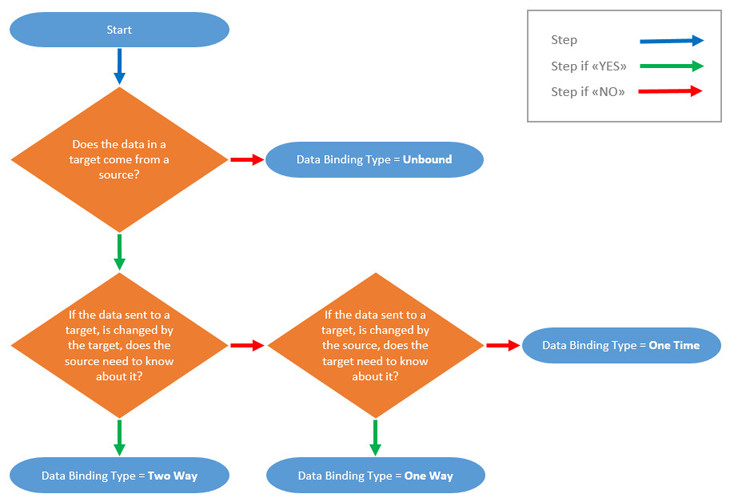 Start
Step
Step if «YES»
Step if «NO»
Does the data in a
target come from a
source?
Data Binding Type = Unbound
If the data sent to a
target, is changed by
the target, does the
source need to know
about it?
If the data sent to a
target, is changed by
the source, does the
target need to know
about it?
Data Binding Type = One Time
Data Binding Type = Two Way
Data Binding Type = One Way